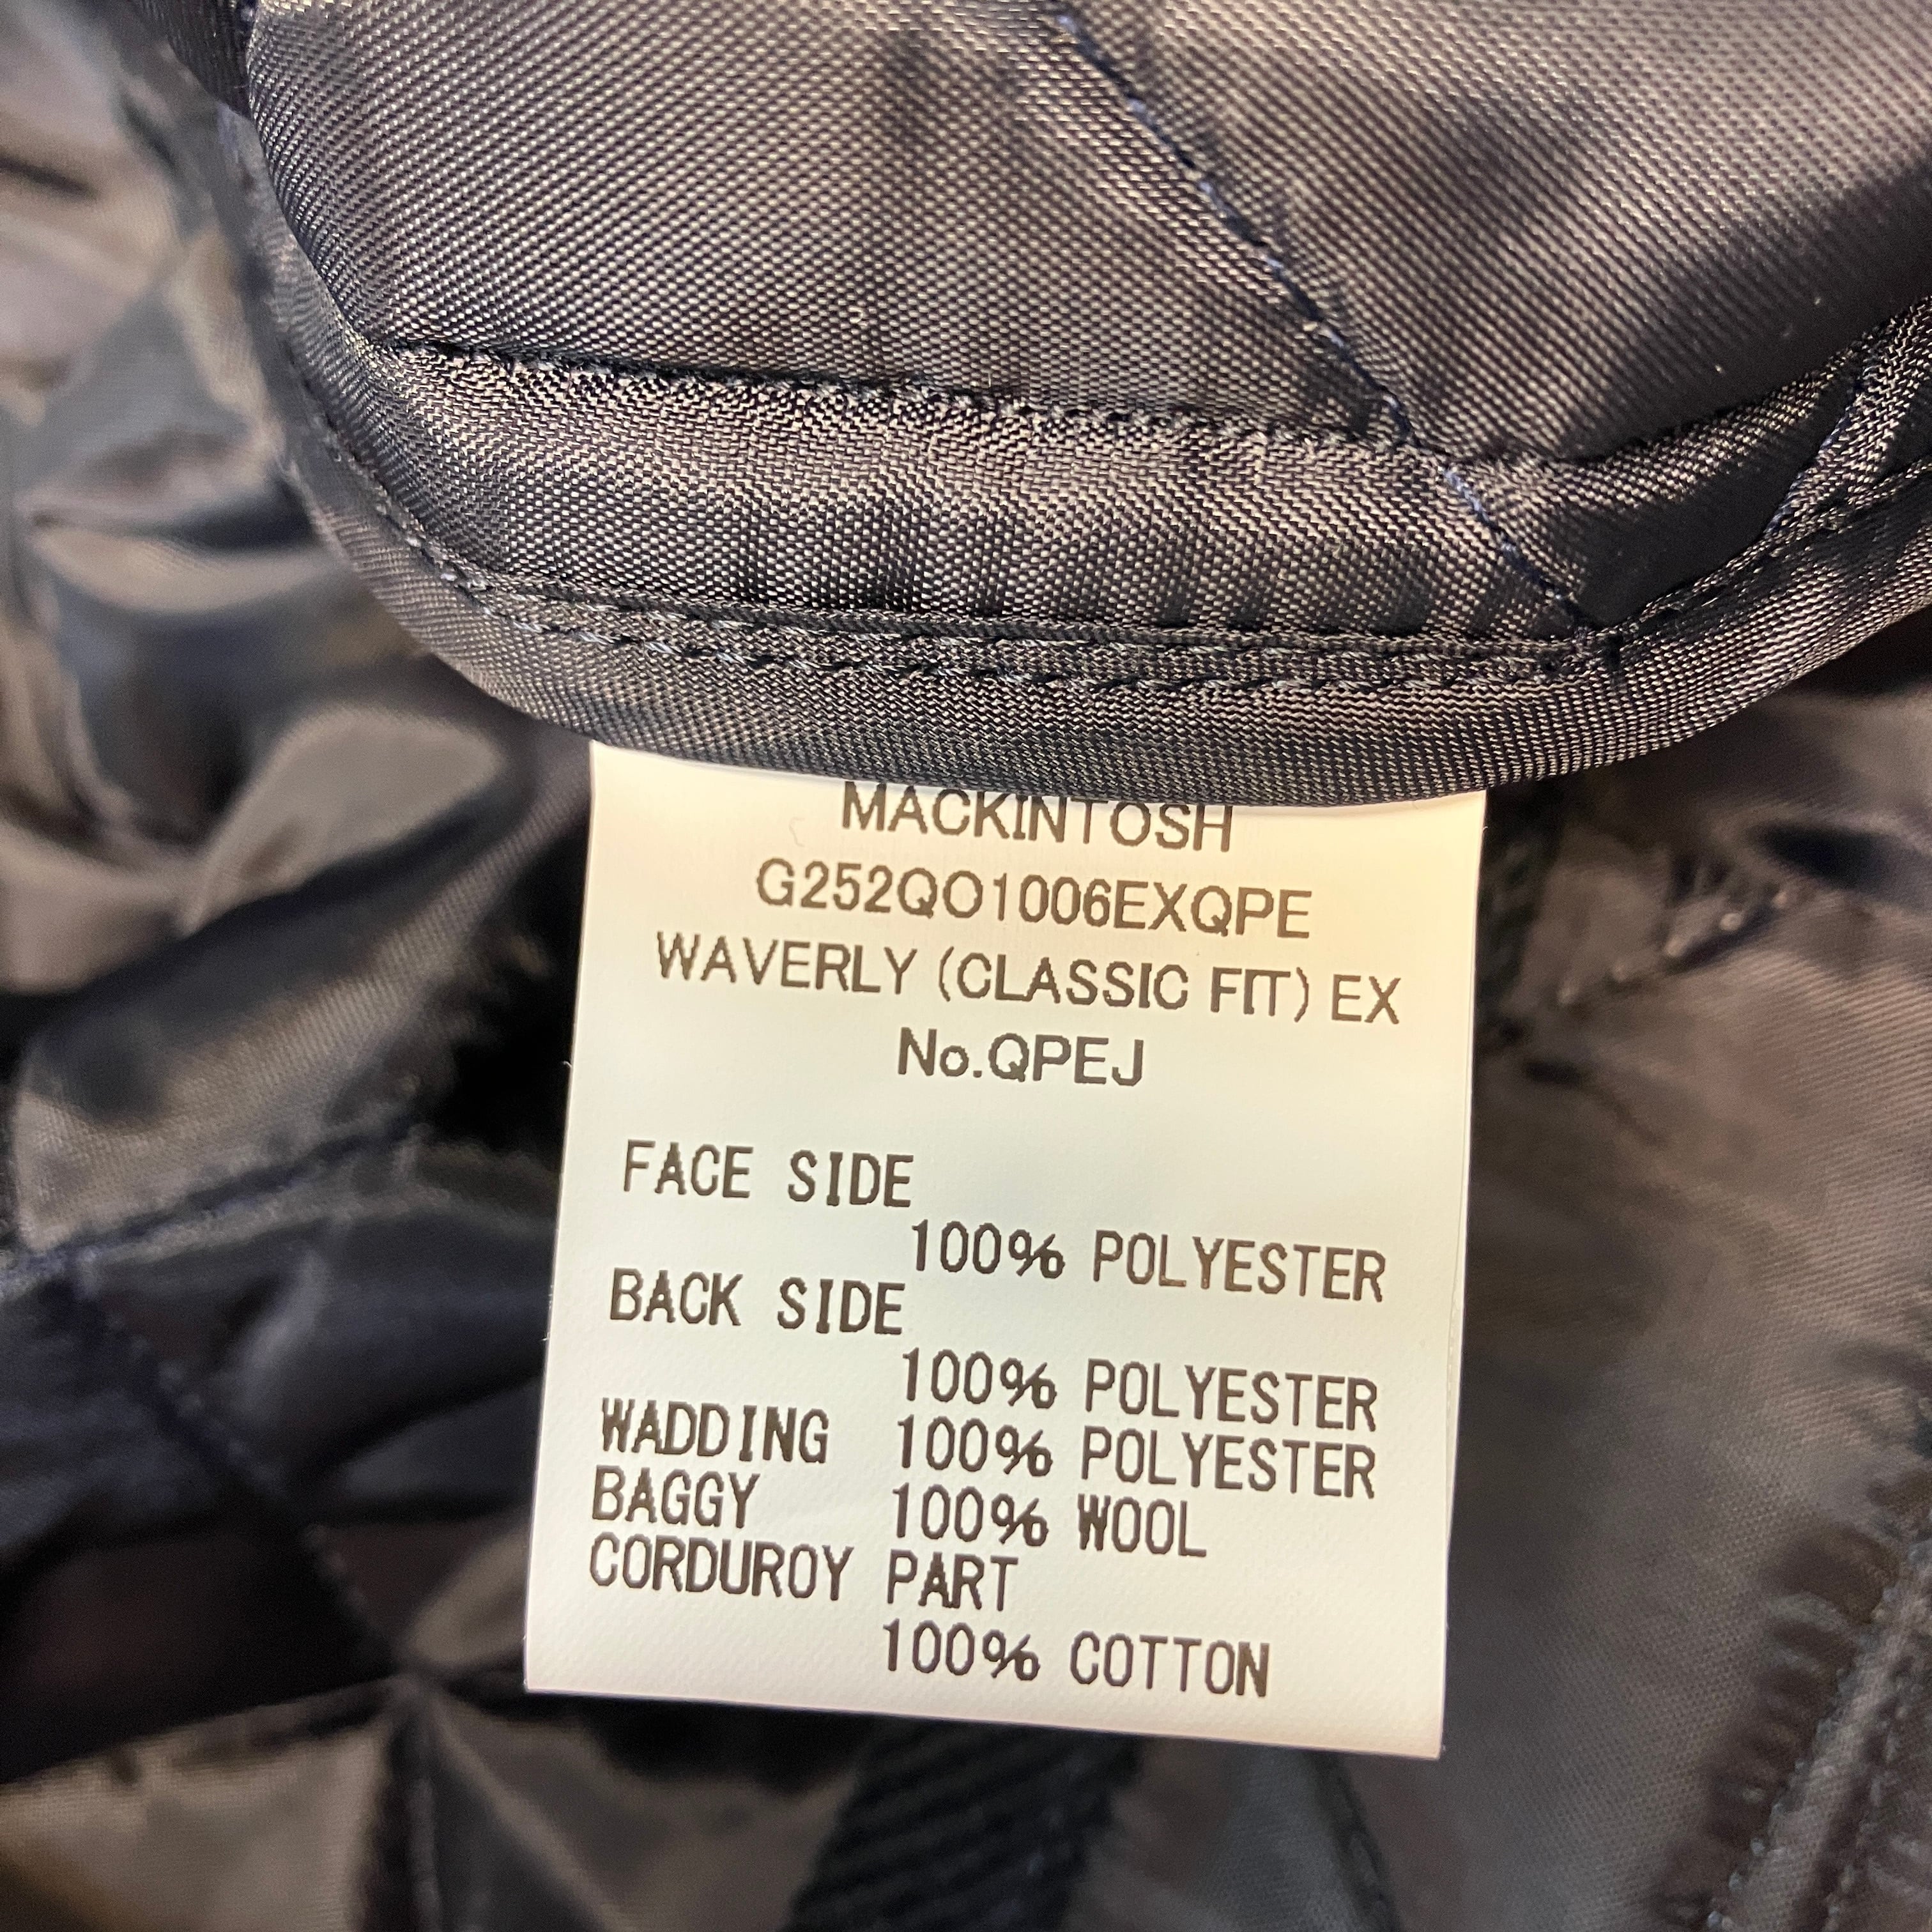 MACKINTOSH
G252QO1006EXQPE
WAVERLY (CLASSIC FIT) EX
No.QPEJ
FACE SIDE
100% POLYESTER
BACK SIDE
100% POLYESTER
WADDING 100% POLYESTER
BAGGY 100% WOOL
CORDUROY PART
100% COTTON